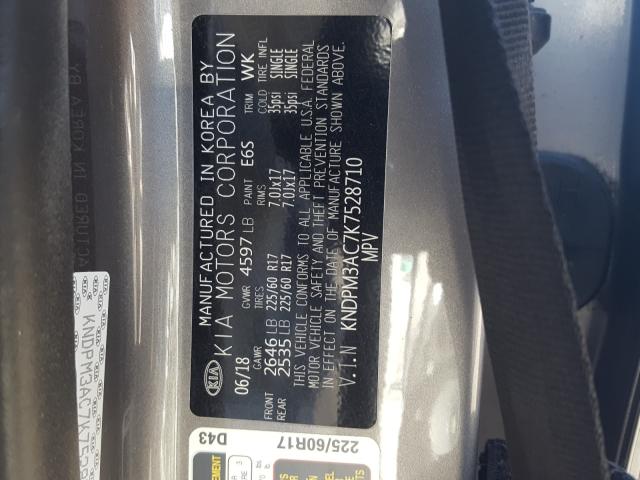 KIA
MANUFACTURED IN KOREA BY
KIA MOTORS CORPORATION
06/18 GVWR 4597 LB PAINT E6S TRIM WK
GAWR TIRES RIMS COLD TIRE INFL
FRONT 2646 LB 225/60 R17 7.0Jx17 35psi SINGLE
REAR 2535 LB 225/60 R17 7.0Jx17 35psi SINGLE
THIS VEHICLE CONFORMS TO ALL APPLICABLE U.S.A FEDERAL
MOTOR VEHICLE SAFETY AND THEFT PREVENTION STANDARDS
IN EFFECT ON THE DATE OF MANUFACTURE SHOWN ABOVE.
V.I.N KNDPM3AC7K7528710
MPV
D43
225/60R17
KNDPM3AC7K752